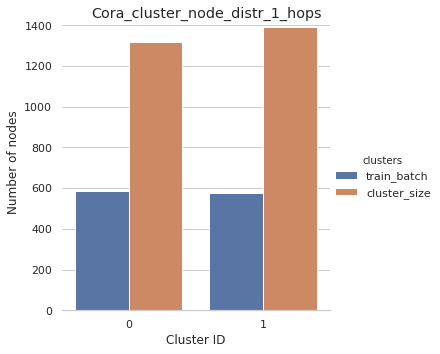 Cora_cluster_node_distr_1_hops
1400
1200
1000
800
600
400
200
0
Number of nodes
0
1
Cluster ID
clusters
train_batch
cluster_size